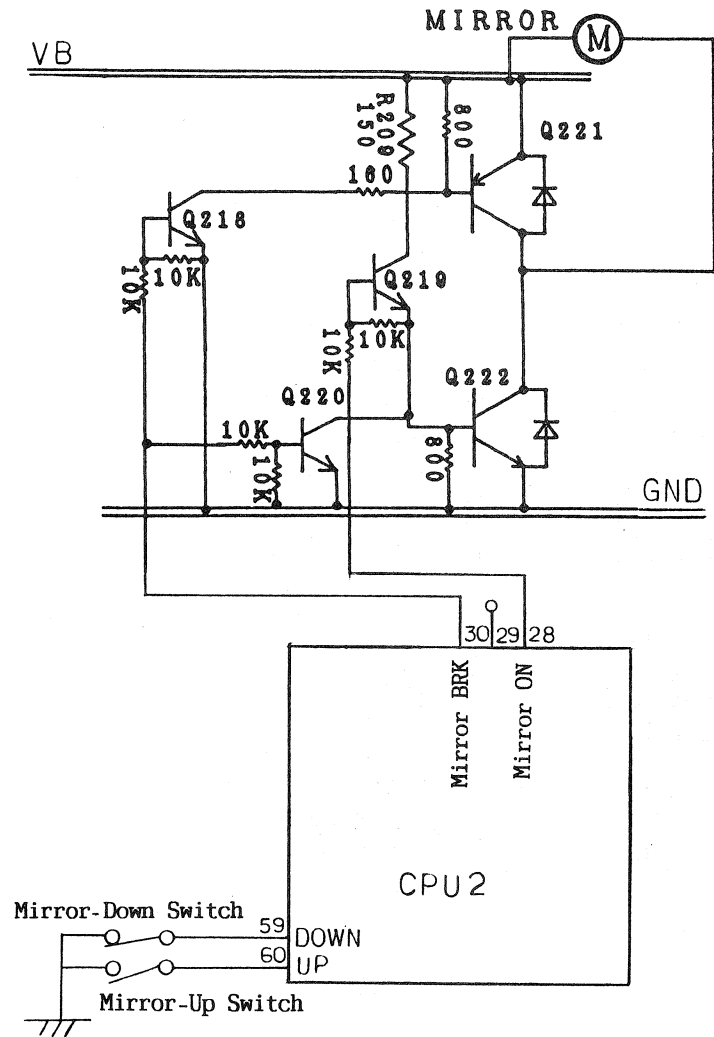 MIRROR
M
VB
R209
150
800
Q221
160
Q218
10K
10K
Q219
10K
10K
Q220
Q222
10K
10K
800
GND
30
29
28
Mirror BRK
Mirror ON
CPU2
Mirror-Down Switch
59
DOWN
60
UP
Mirror-Up Switch